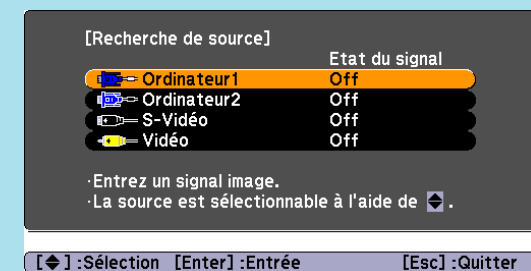 [Recherche de source]
Etat du signal
Ordinateur1 Off
Ordinateur2 Off
S-Vidéo Off
Vidéo Off
·Entrez un signal image.
·La source est sélectionnable à l'aide de .
[] :Sélection [Enter] :Entrée [Esc] :Quitter